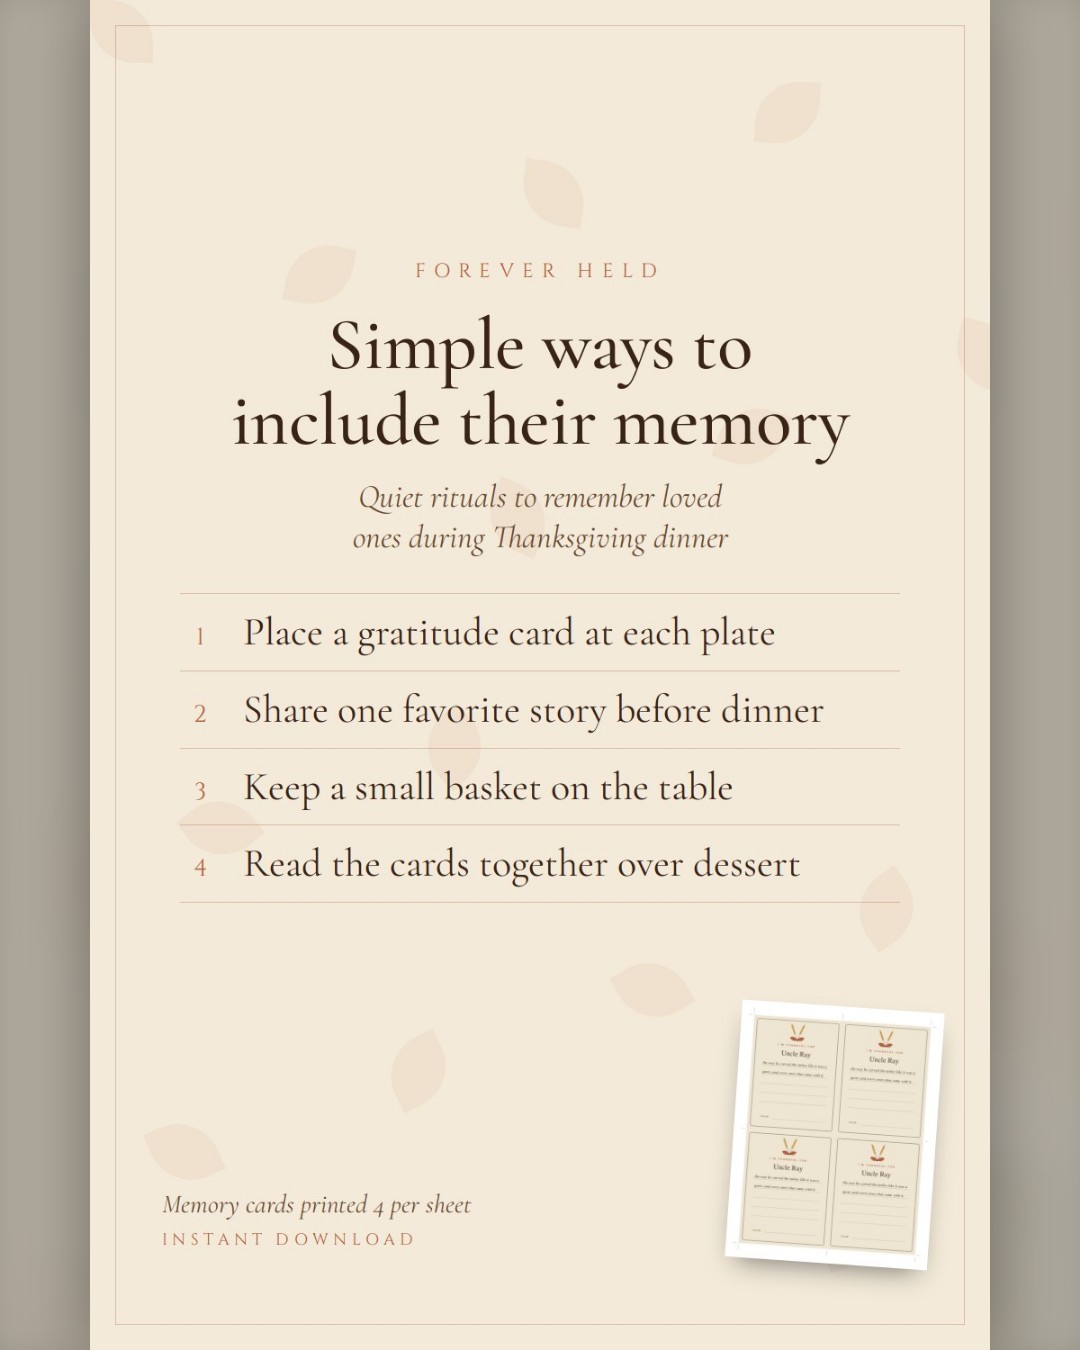 FOREVER HELD
Simple ways to
include their memory
Quiet rituals to remember loved
ones during Thanksgiving dinner
1 Place a gratitude card at each plate
2 Share one favorite story before dinner
3 Keep a small basket on the table
4 Read the cards together over dessert
Uncle Ray
Uncle Ray
Uncle Ray
Uncle Ray
Memory cards printed 4 per sheet
INSTANT DOWNLOAD